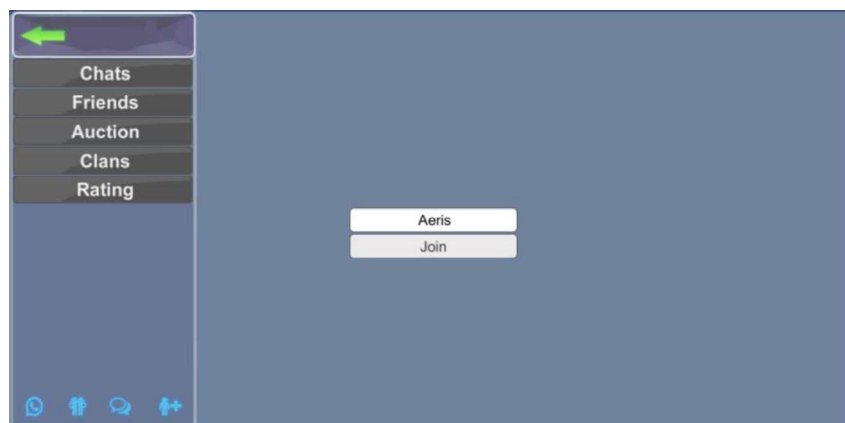 Chats
Friends
Auction
Clans
Rating
Aeris
Join